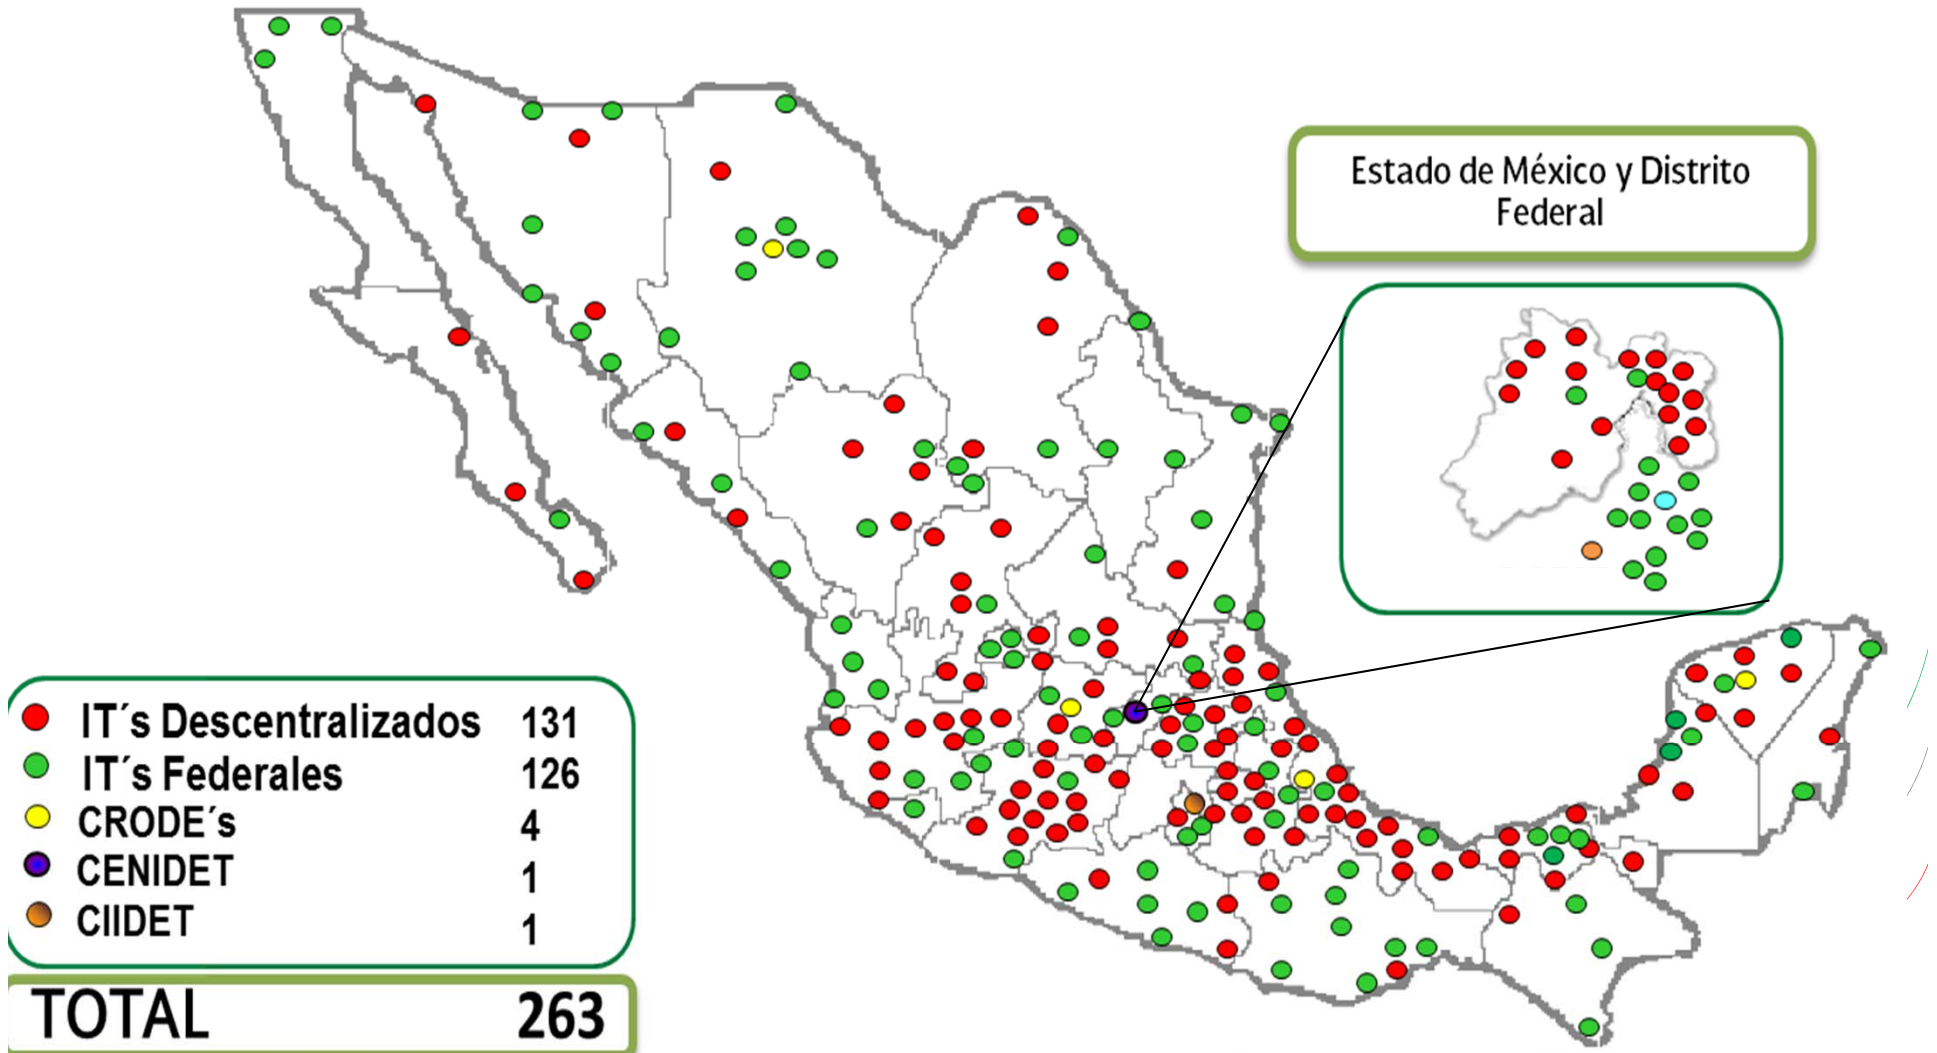 Estado de México y Distrito
Federal
IT´s Descentralizados 131
IT´s Federales 126
CRODE´s 4
CENIDET 1
CIIDET 1
TOTAL 263